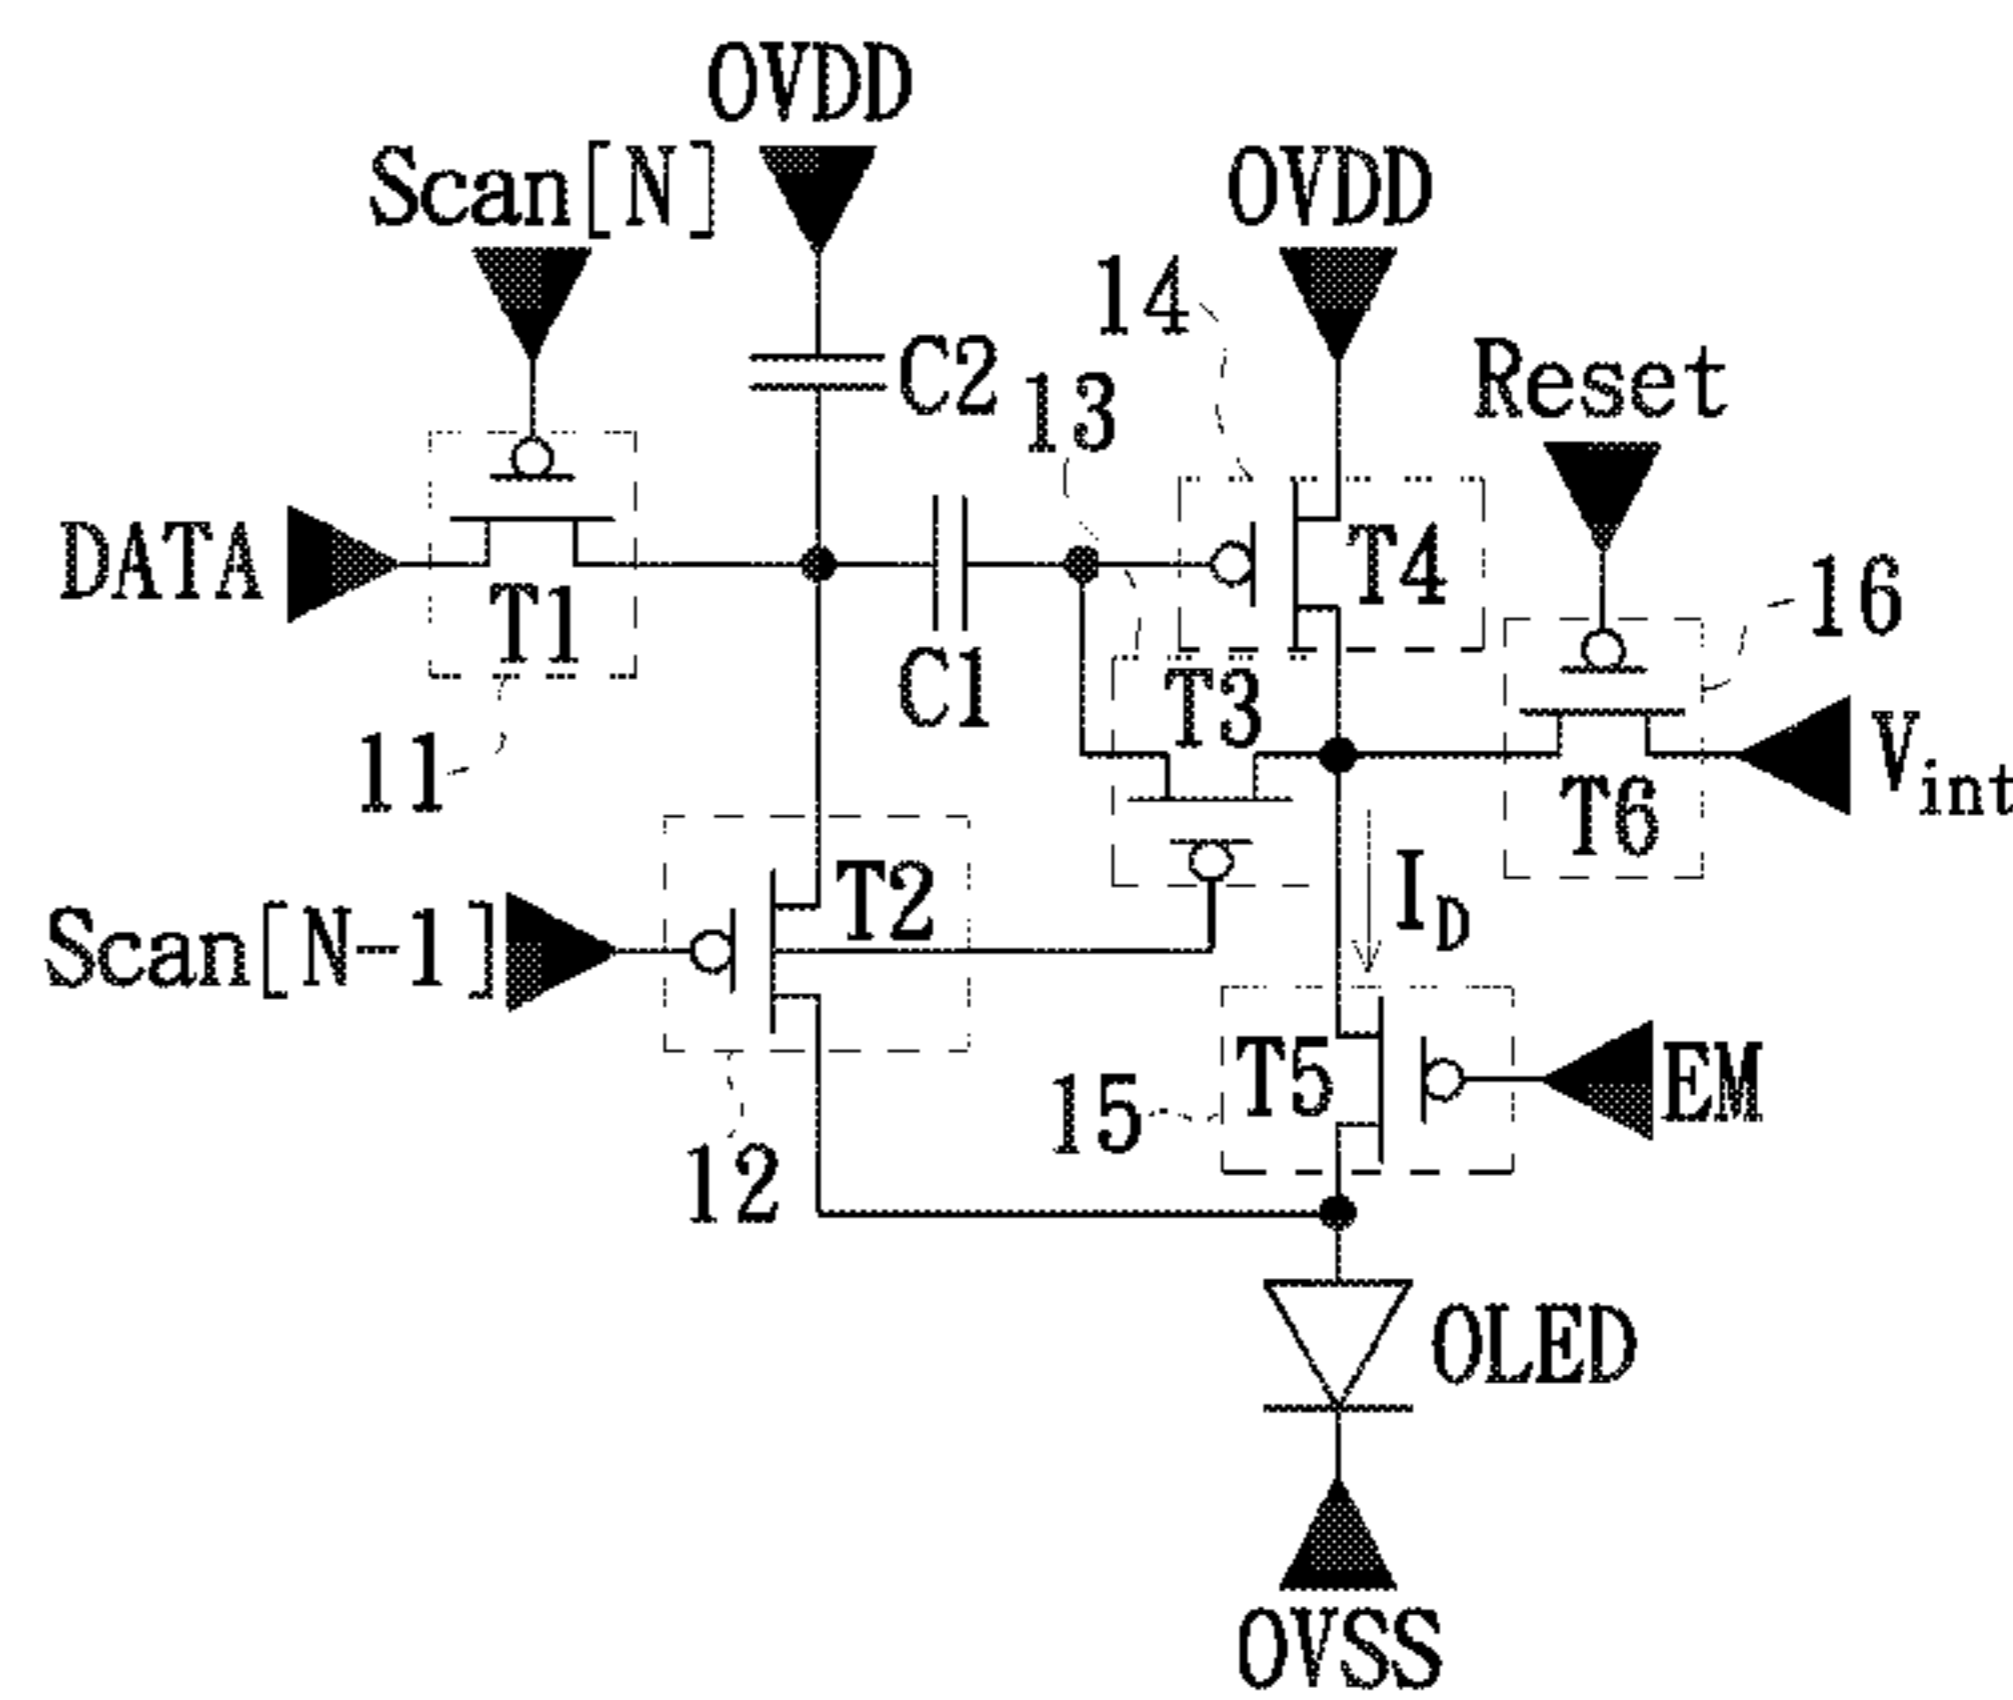 OVDD
Scan[N]
OVDD
14
C2
13
Reset
DATA
T1
T4
16
C1
T3
11
Vint
T6
T2
ID
Scan[N-1]
T5
EM
15
12
OLED
OVSS